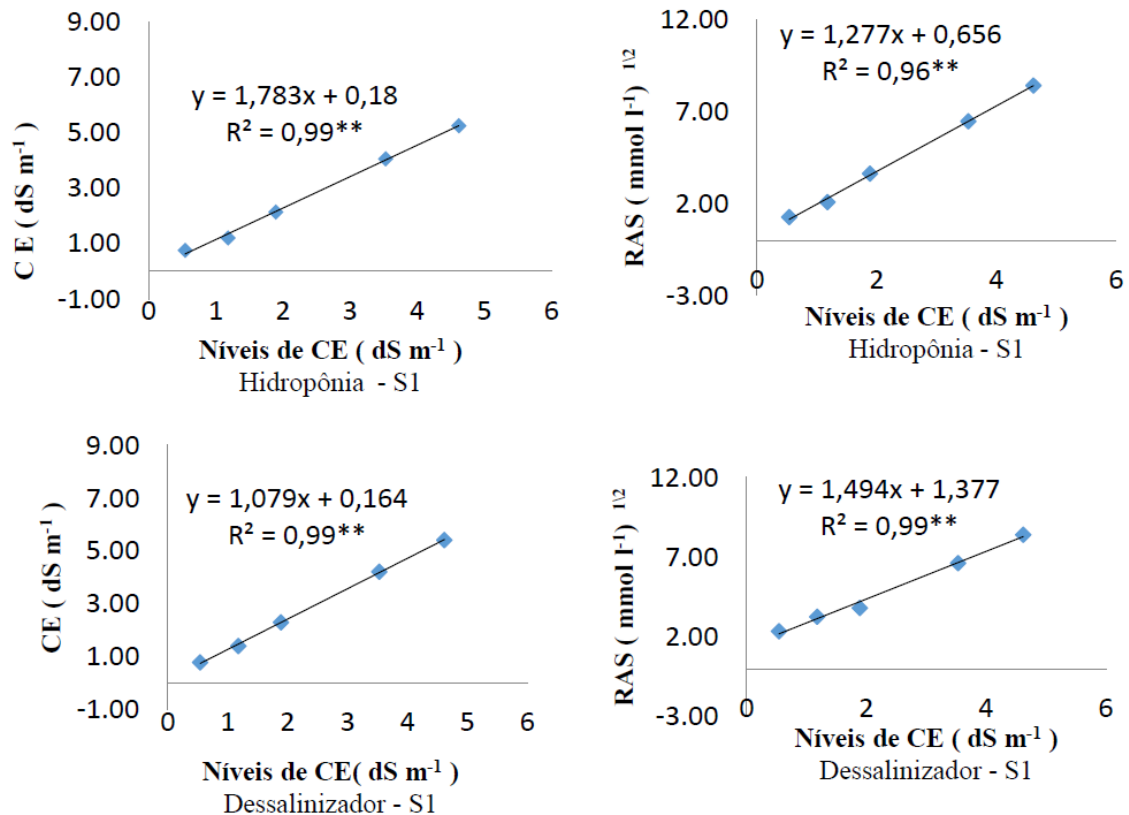 9.00
7.00
5.00
3.00
1.00
-1.00
C E ( dS m-1 )
y = 1,783x + 0,18
R² = 0,99**
0 1 2 3 4 5 6
Níveis de CE ( dS m-1 )
Hidropônia - S1
12.00
7.00
2.00
-3.00
RAS ( mmol l-1) 1\2
y = 1,277x + 0,656
R² = 0,96**
0 2 4 6
Níveis de CE ( dS m-1 )
Hidropônia - S1
9.00
7.00
5.00
3.00
1.00
-1.00
CE ( dS m-1 )
y = 1,079x + 0,164
R² = 0,99**
0 1 2 3 4 5 6
Níveis de CE( dS m-1 )
Dessalinizador - S1
12.00
7.00
2.00
-3.00
RAS ( mmol l-1) 1\2
y = 1,494x + 1,377
R² = 0,99**
0 2 4 6
Níveis de CE ( dS m-1 )
Dessalinizador - S1